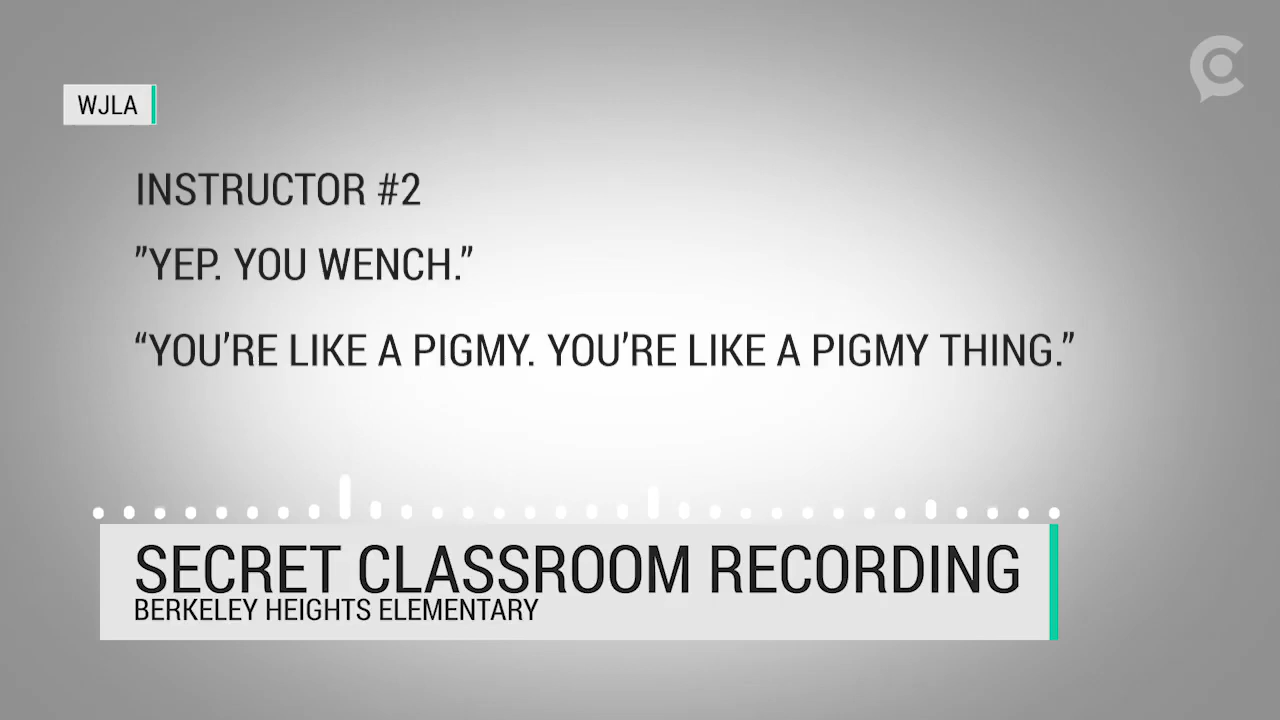 WJLA
INSTRUCTOR #2
”YEP. YOU WENCH.”
“YOU’RE LIKE A PIGMY. YOU’RE LIKE A PIGMY THING.”
SECRET CLASSROOM RECORDING
BERKELEY HEIGHTS ELEMENTARY